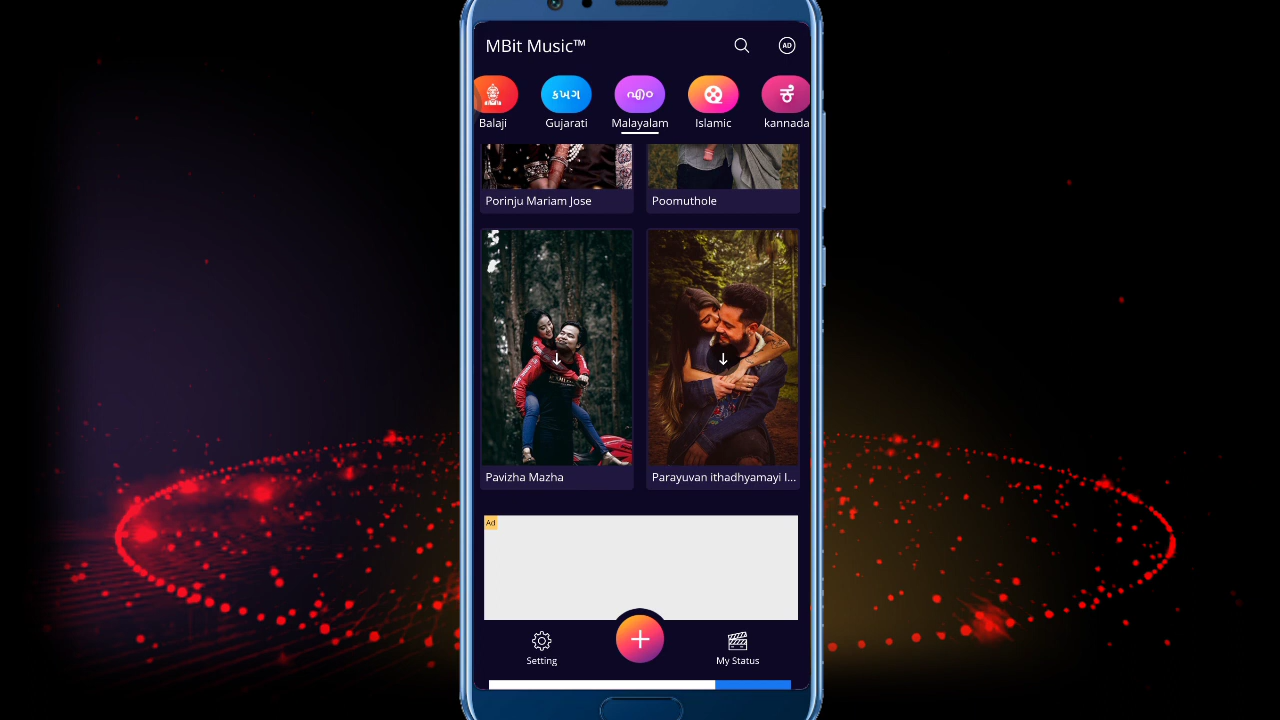 MBit Music™
AD
કખગ
എ൦
ಕ
Balaji
Gujarati
Malayalam
Islamic
kannada
Porinju Mariam Jose
Poomuthole
Pavizha Mazha
Parayuvan ithadhyamayi I...
Ad
Setting
My Status